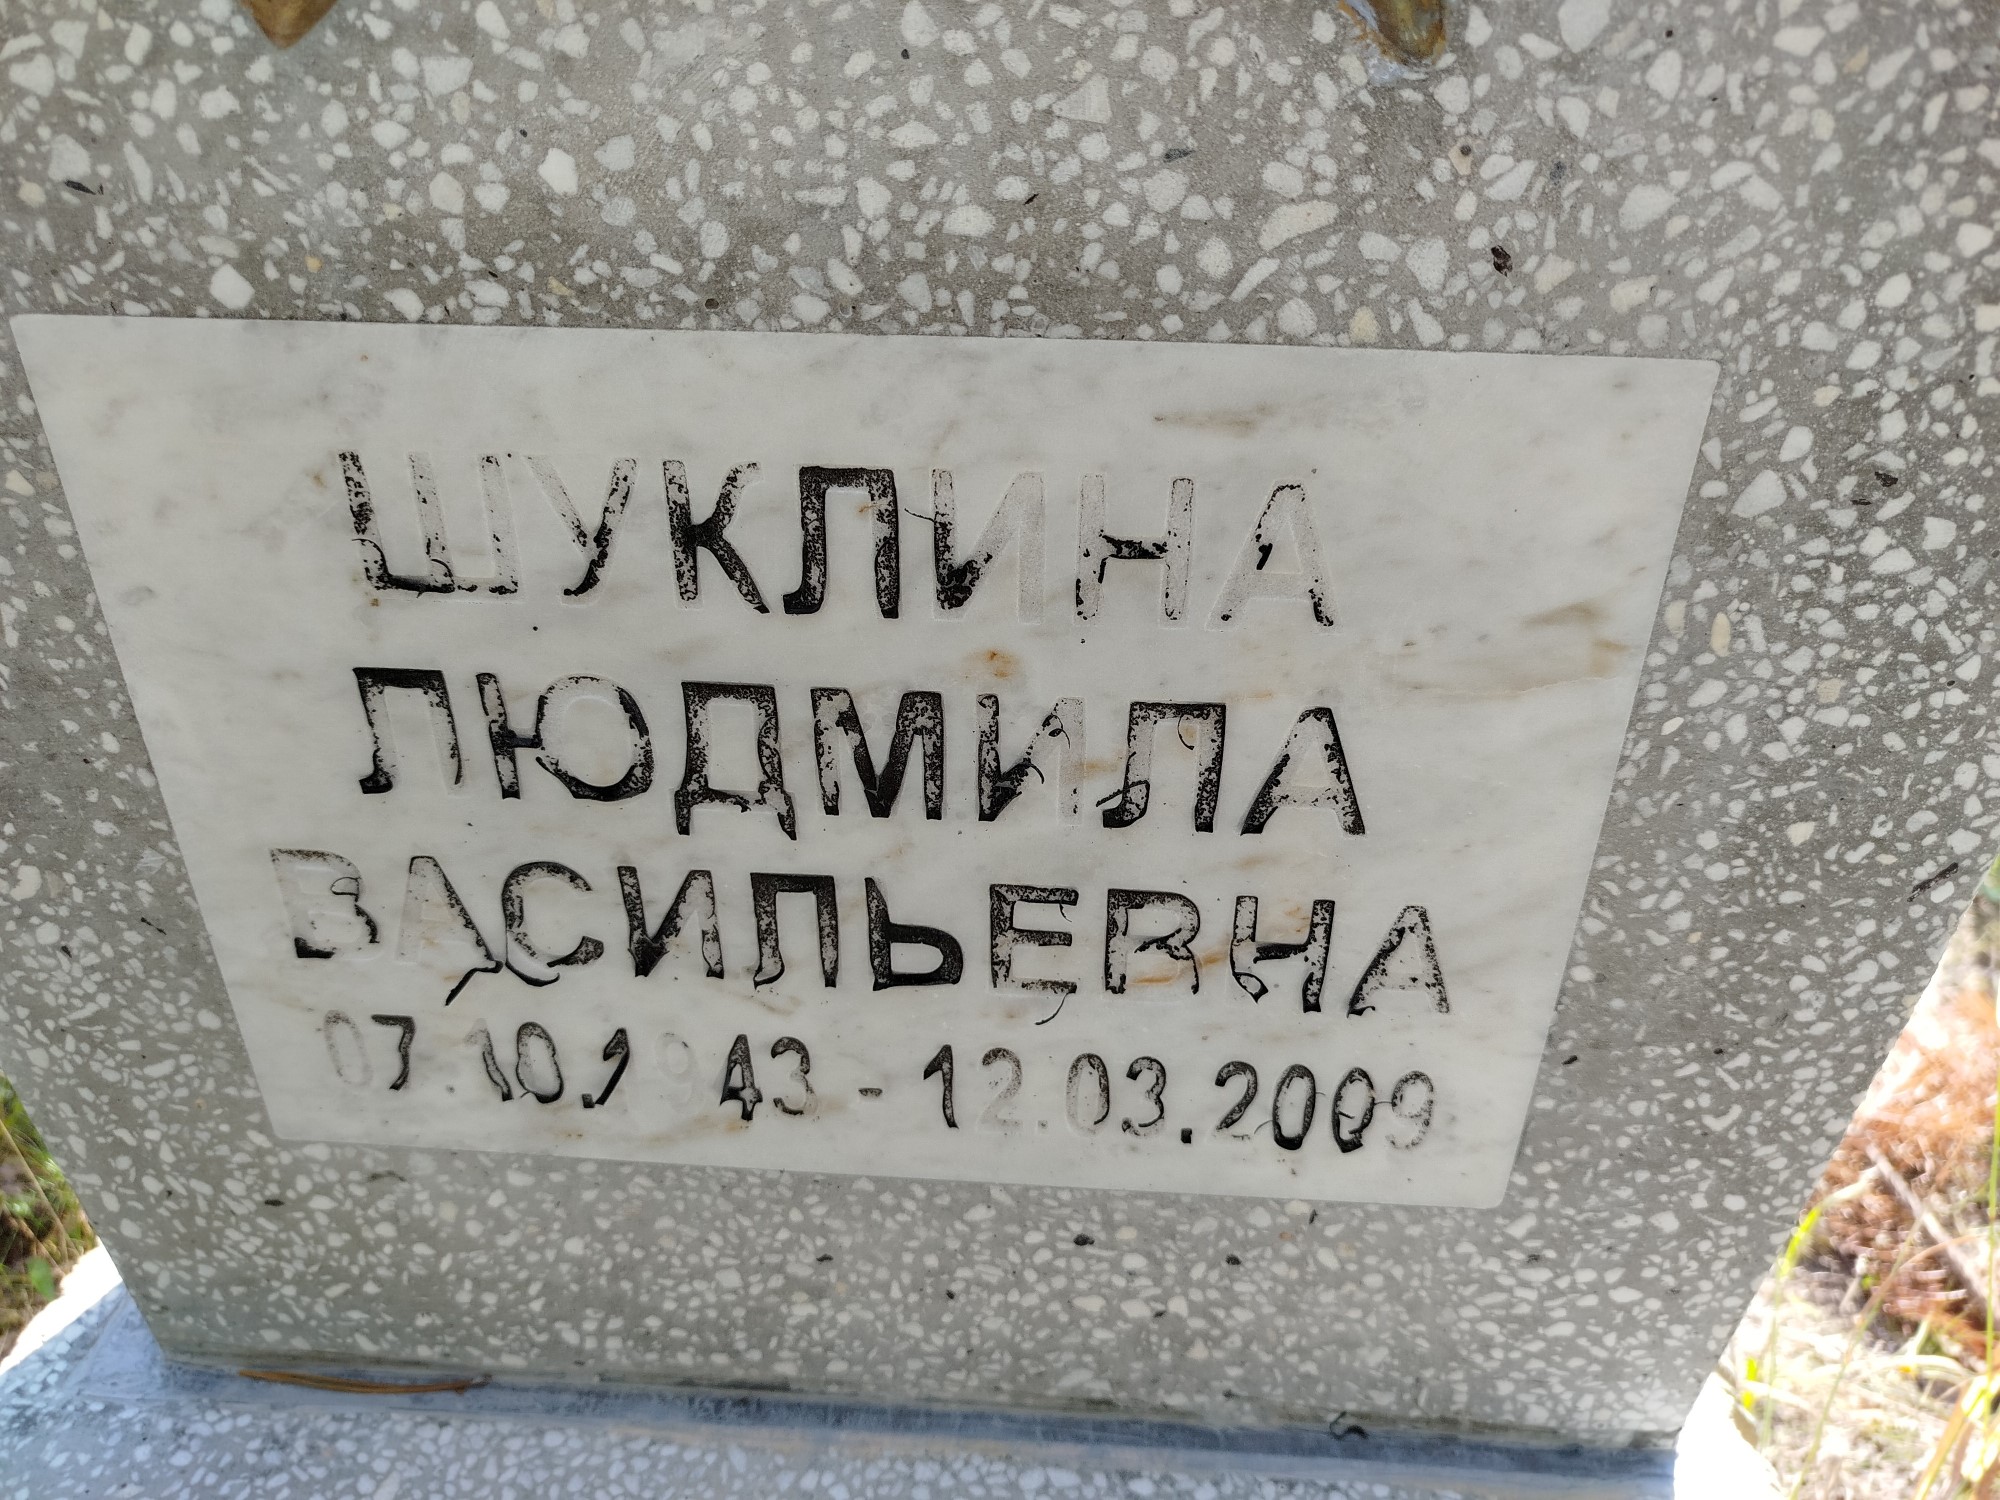 ШУКЛИНА
ЛЮДМИЛА
ВАСИЛЬЕВНА
07.10.1943 - 12.03.2009